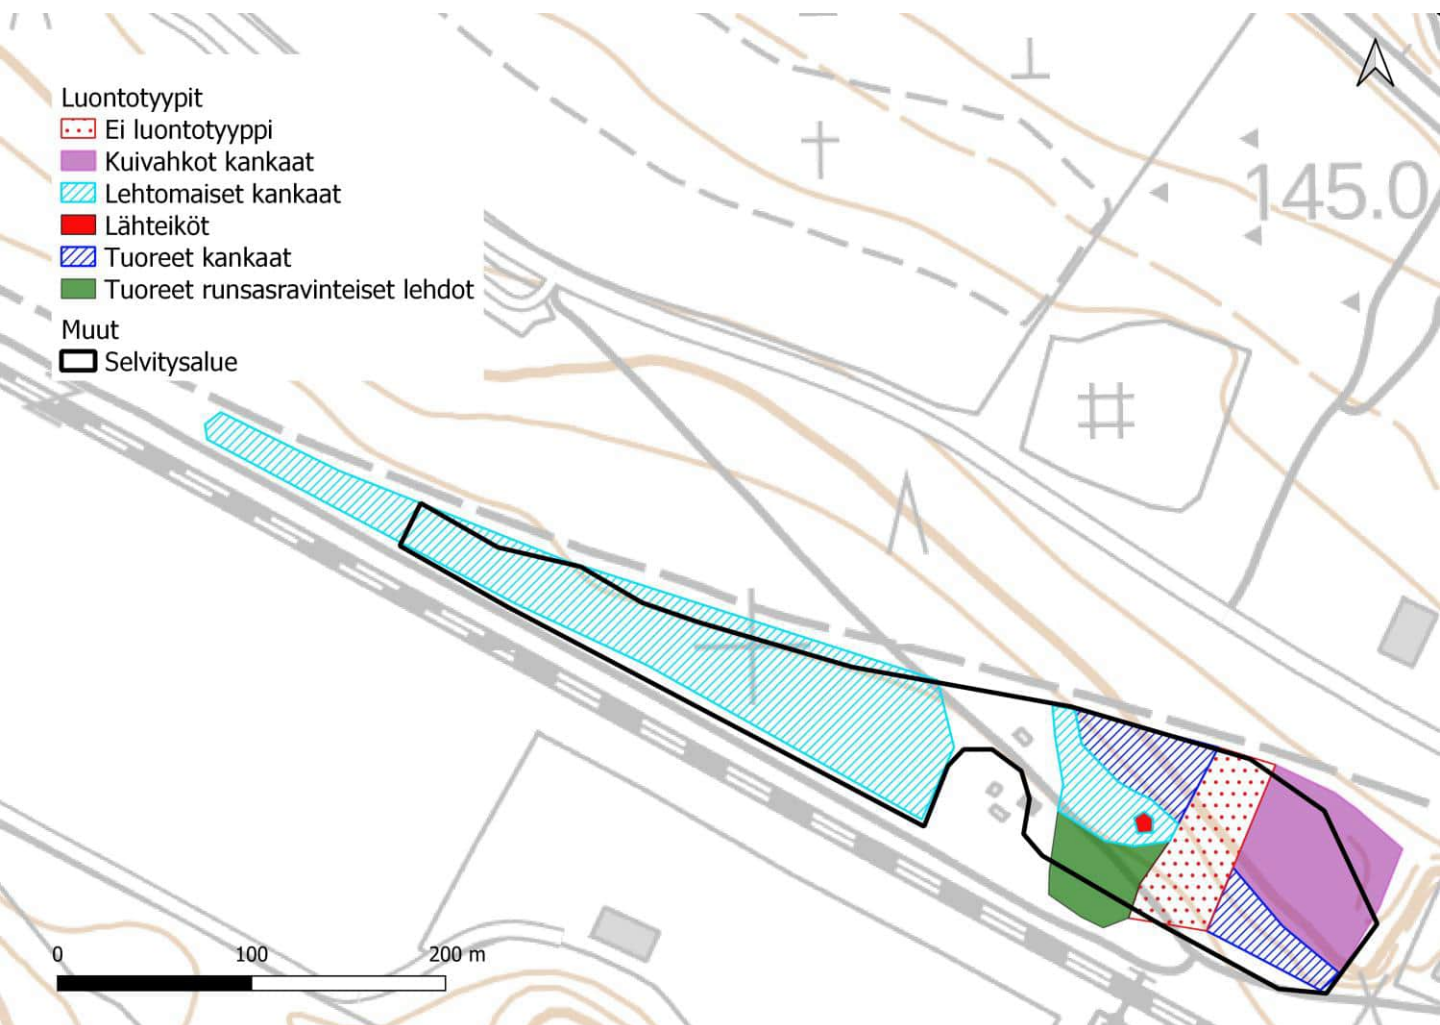 Luontotyypit
Ei luontotyyppi
Kuivahkot kankaat
Lehtomaiset kankaat
Lähteiköt
Tuoreet kankaat
Tuoreet runsasravinteiset lehdot
Muut
Selvitysalue
145.0
0 100 200 m